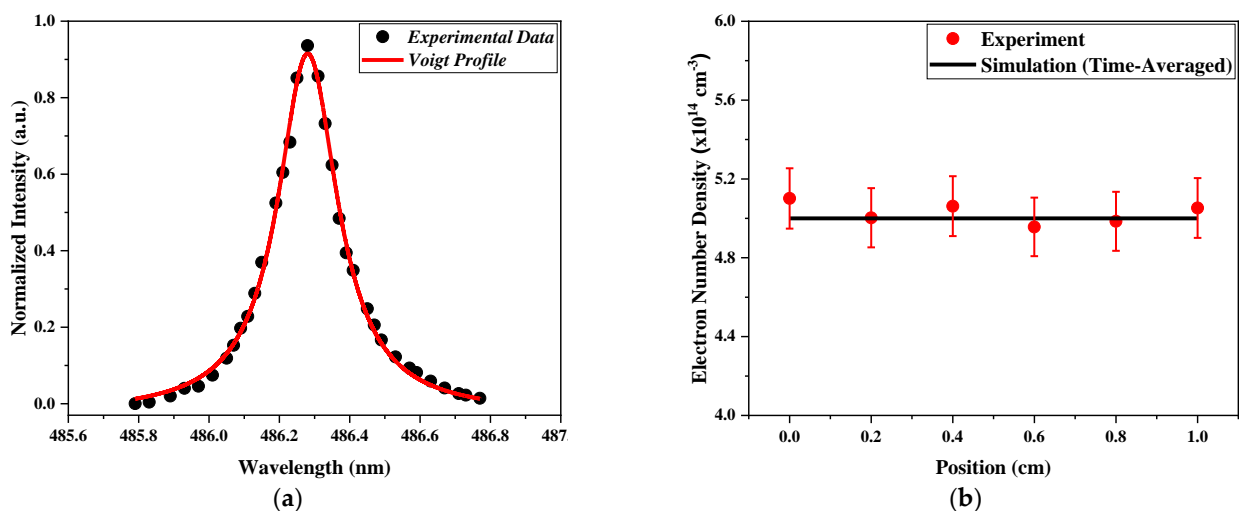 Normalized Intensity (a.u.)
1.0
0.8
0.6
0.4
0.2
0.0
485.6 485.8 486.0 486.2 486.4 486.6 486.8 487.
Wavelength (nm)
Experimental Data
Voigt Profile
(a)
Electron Number Density (x10¹⁴ cm⁻³)
6.0
5.6
5.2
4.8
4.4
4.0
0.0 0.2 0.4 0.6 0.8 1.0
Position (cm)
Experiment
Simulation (Time-Averaged)
(b)